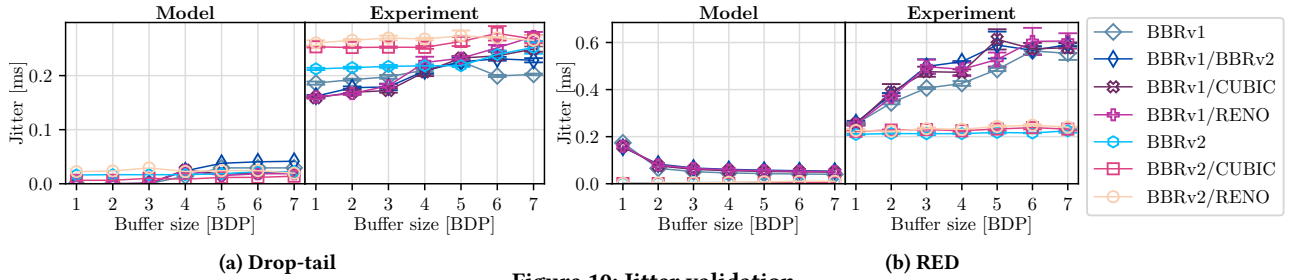 Model Experiment Model Experiment
Jitter [ms]
0.2
0.1
0.0
1 2 3 4 5 6 7 1 2 3 4 5 6 7
Buffer size [BDP] Buffer size [BDP]
(a) Drop-tail
Jitter [ms]
0.6
0.4
0.2
0.0
1 2 3 4 5 6 7 1 2 3 4 5 6 7
Buffer size [BDP] Buffer size [BDP]
(b) RED
BBRv1
BBRv1/BBRv2
BBRv1/CUBIC
BBRv1/RENO
BBRv2
BBRv2/CUBIC
BBRv2/RENO
Figure 10: Jitter validation